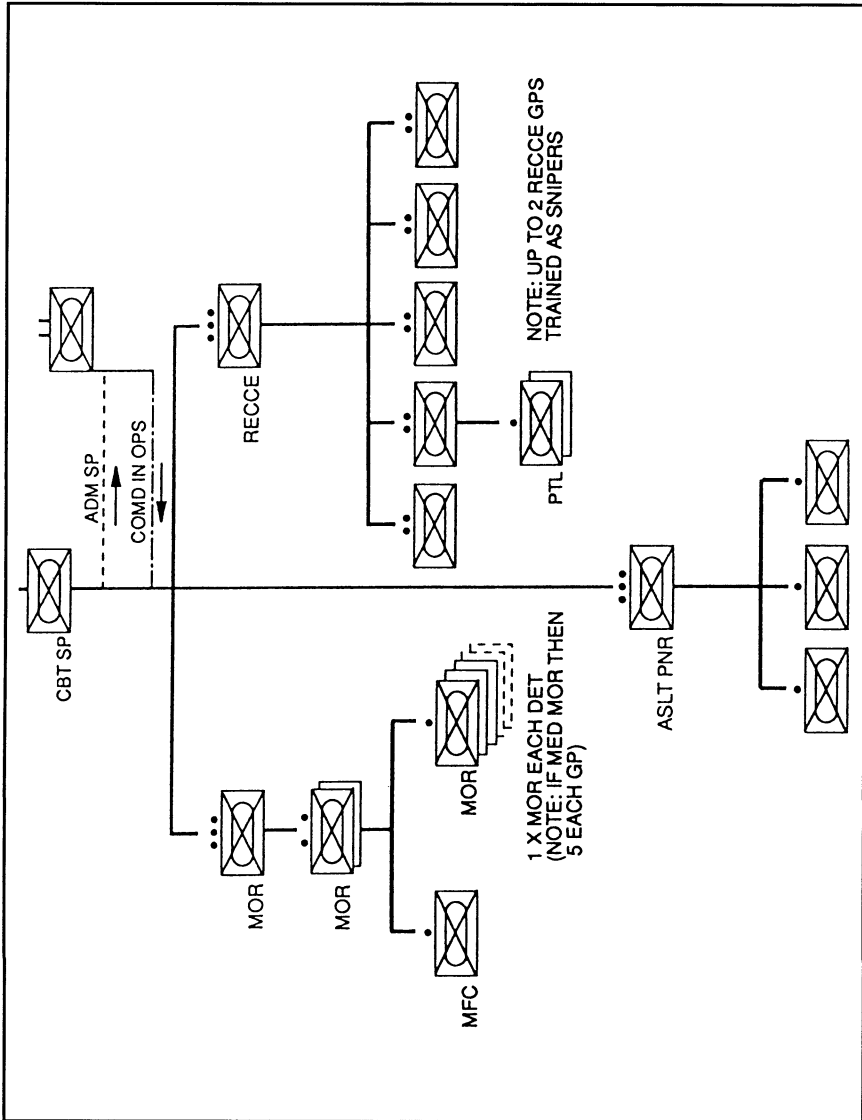 CBT SP
ADM SP
COMD IN OPS
MOR
MOR
MFC
MOR
1 X MOR EACH DET
(NOTE: IF MED MOR THEN
5 EACH GP)
RECCE
PTL
NOTE: UP TO 2 RECCE GPS
TRAINED AS SNIPERS
ASLT PNR